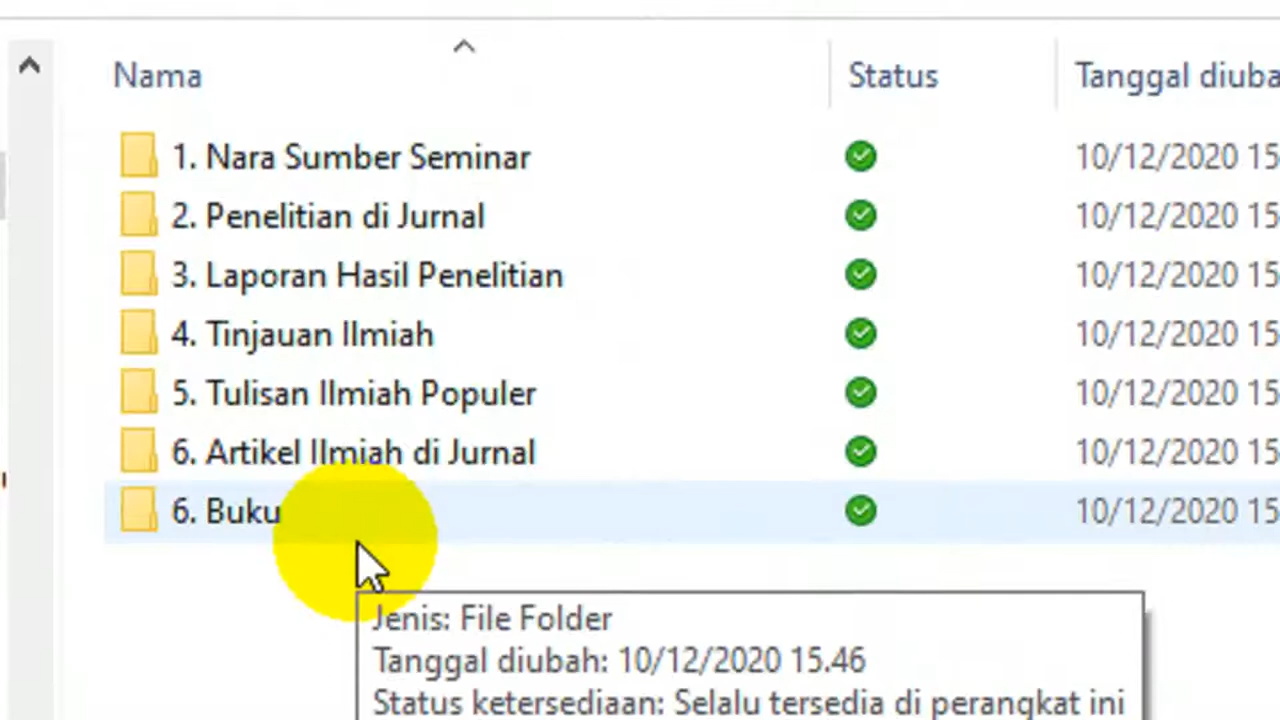 Nama Status Tanggal diuba
1. Nara Sumber Seminar 10/12/2020 15
2. Penelitian di Jurnal 10/12/2020 15
3. Laporan Hasil Penelitian 10/12/2020 15
4. Tinjauan Ilmiah 10/12/2020 15
5. Tulisan Ilmiah Populer 10/12/2020 15
6. Artikel Ilmiah di Jurnal 10/12/2020 15
6. Buku 10/12/2020 15
Jenis: File Folder
Tanggal diubah: 10/12/2020 15.46
Status ketersediaan: Selalu tersedia di perangkat ini